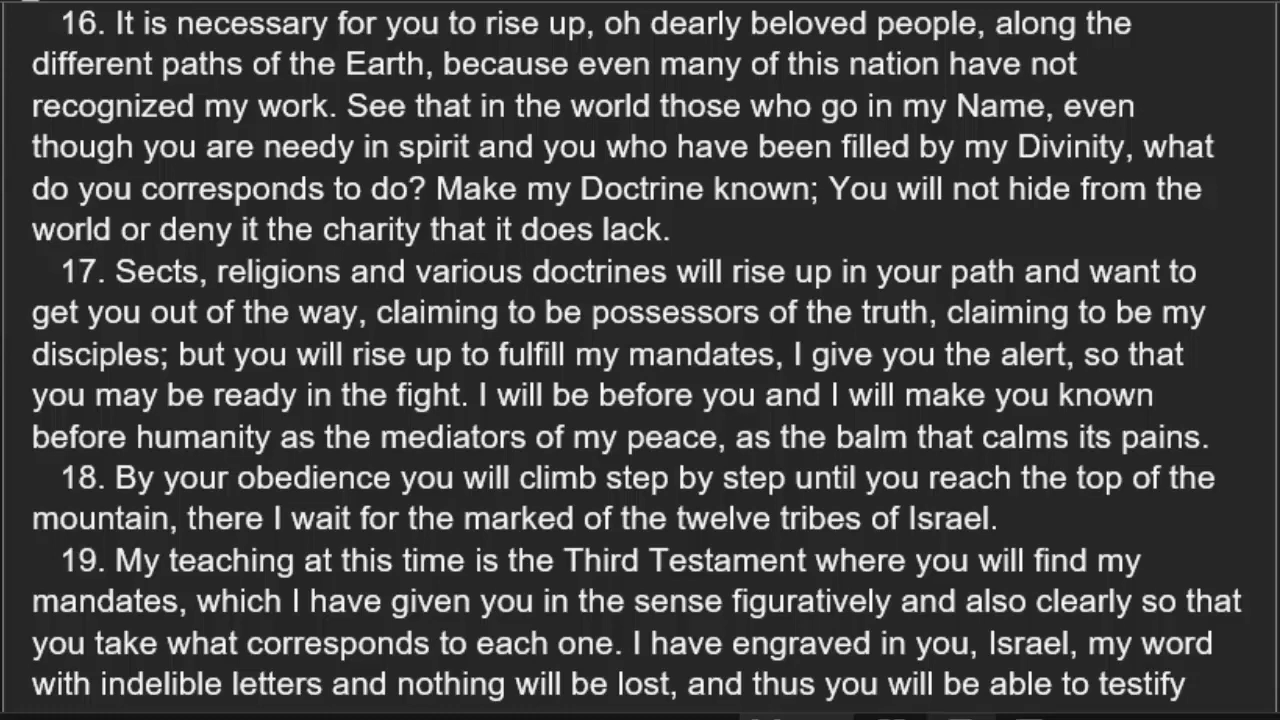 16. It is necessary for you to rise up, oh dearly beloved people, along the
different paths of the Earth, because even many of this nation have not
recognized my work. See that in the world those who go in my Name, even
though you are needy in spirit and you who have been filled by my Divinity, what
do you corresponds to do? Make my Doctrine known; You will not hide from the
world or deny it the charity that it does lack.
17. Sects, religions and various doctrines will rise up in your path and want to
get you out of the way, claiming to be possessors of the truth, claiming to be my
disciples; but you will rise up to fulfill my mandates, I give you the alert, so that
you may be ready in the fight. I will be before you and I will make you known
before humanity as the mediators of my peace, as the balm that calms its pains.
18. By your obedience you will climb step by step until you reach the top of the
mountain, there I wait for the marked of the twelve tribes of Israel.
19. My teaching at this time is the Third Testament where you will find my
mandates, which I have given you in the sense figuratively and also clearly so that
you take what corresponds to each one. I have engraved in you, Israel, my word
with indelible letters and nothing will be lost, and thus you will be able to testify